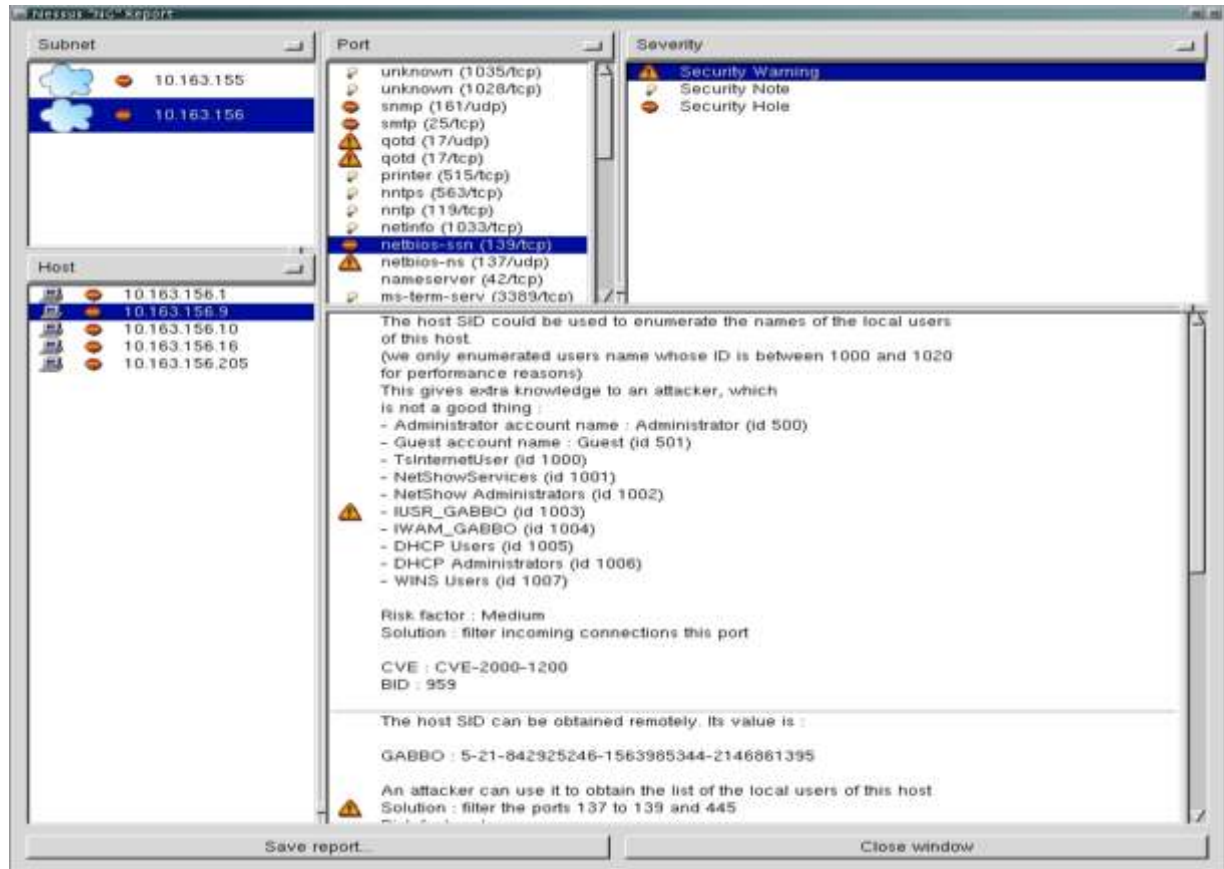 Nessus "NG" Report
Subnet
10.163.155
10.163.156
Port
unknown (1035/tcp)
unknown (1028/tcp)
snmp (161/udp)
smtp (25/tcp)
qotd (17/udp)
qotd (17/tcp)
printer (515/tcp)
nntps (563/tcp)
nntp (119/tcp)
netinfo (1033/tcp)
netbios-ssn (139/tcp)
netbios-ns (137/udp)
nameserver (42/tcp)
ms-term-serv (3389/tcp)
Severity
Security Warning
Security Note
Security Hole
Host
10.163.156.1
10.163.156.9
10.163.156.10
10.163.156.16
10.163.156.205
The host SID could be used to enumerate the names of the local users
of this host.
(we only enumerated users name whose ID is between 1000 and 1020
for performance reasons)
This gives extra knowledge to an attacker, which
is not a good thing :
- Administrator account name : Administrator (id 500)
- Guest account name : Guest (id 501)
- TsInternetUser (id 1000)
- NetShowServices (id 1001)
- NetShow Administrators (id 1002)
- IUSR_GABBO (id 1003)
- IWAM_GABBO (id 1004)
- DHCP Users (id 1005)
- DHCP Administrators (id 1006)
- WINS Users (id 1007)
Risk factor : Medium
Solution : filter incoming connections this port
CVE : CVE-2000-1200
BID : 959
The host SID can be obtained remotely. Its value is :
GABBO : 5-21-842925246-1563985344-2146861395
An attacker can use it to obtain the list of the local users of this host
Solution : filter the ports 137 to 139 and 445
Save report...
Close window